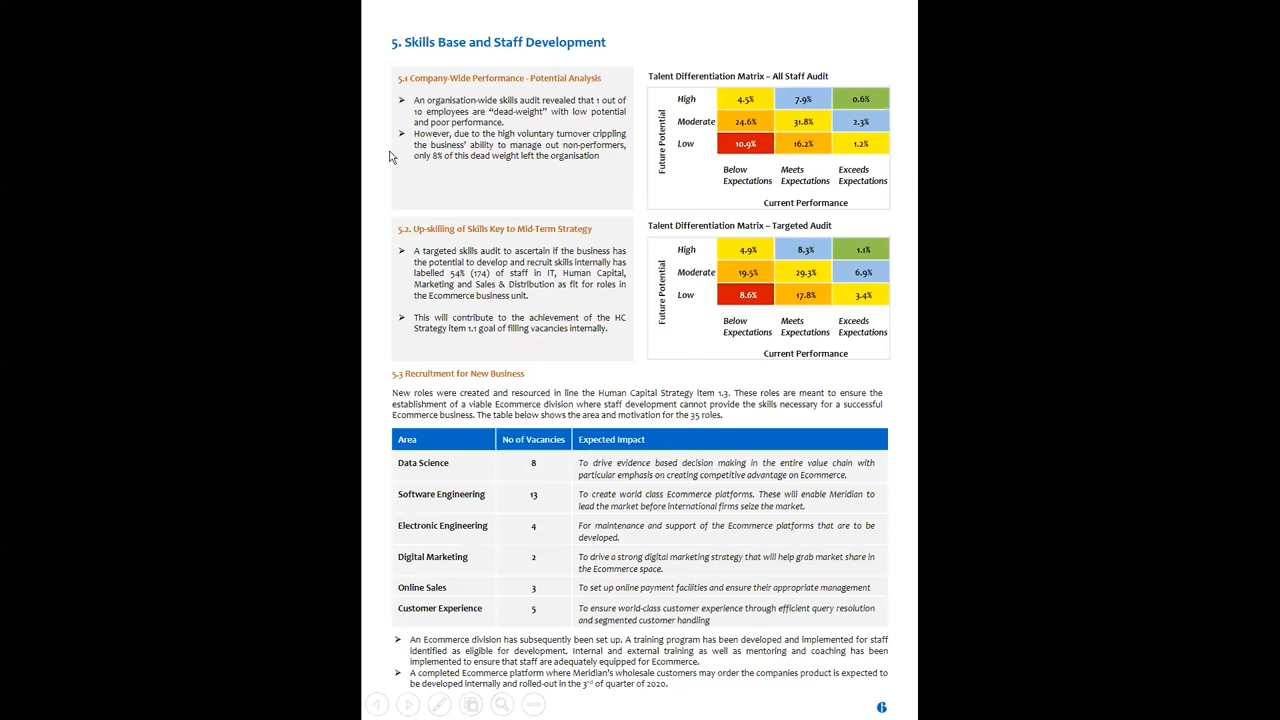 5. Skills Base and Staff Development
5.1 Company-Wide Performance - Potential Analysis
➢ An organisation-wide skills audit revealed that 1 out of
10 employees are “dead-weight” with low potential
and poor performance.
➢ However, due to the high voluntary turnover crippling
the business’ ability to manage out non-performers,
only 8% of this dead weight left the organisation
Talent Differentiation Matrix – All Staff Audit
Future Potential
High 4.5% 7.9% 0.6%
Moderate 24.6% 31.8% 2.3%
Low 10.9% 16.2% 1.2%
Below Meets Exceeds
Expectations Expectations Expectations
Current Performance
5.2. Up-skilling of Skills Key to Mid-Term Strategy
➢ A targeted skills audit to ascertain if the business has
the potential to develop and recruit skills internally has
labelled 54% (174) of staff in IT, Human Capital,
Marketing and Sales & Distribution as fit for roles in
the Ecommerce business unit.
➢ This will contribute to the achievement of the HC
Strategy item 1.1 goal of filling vacancies internally.
Talent Differentiation Matrix – Targeted Audit
Future Potential
High 4.9% 8.3% 1.1%
Moderate 19.5% 29.3% 6.9%
Low 8.6% 17.8% 3.4%
Below Meets Exceeds
Expectations Expectations Expectations
Current Performance
5.3 Recruitment for New Business
New roles were created and resourced in line the Human Capital Strategy item 1.3. These roles are meant to ensure the
establishment of a viable Ecommerce division where staff development cannot provide the skills necessary for a successful
Ecommerce business. The table below shows the area and motivation for the 35 roles.
Area No of Vacancies Expected Impact
Data Science 8 To drive evidence based decision making in the entire value chain with
particular emphasis on creating competitive advantage on Ecommerce.
Software Engineering 13 To create world class Ecommerce platforms. These will enable Meridian to
lead the market before international firms seize the market.
Electronic Engineering 4 For maintenance and support of the Ecommerce platforms that are to be
developed.
Digital Marketing 2 To drive a strong digital marketing strategy that will help grab market share in
the Ecommerce space.
Online Sales 3 To set up online payment facilities and ensure their appropriate management
Customer Experience 5 To ensure world-class customer experience through efficient query resolution
and segmented customer handling
➢ An Ecommerce division has subsequently been set up. A training program has been developed and implemented for staff
identified as eligible for development. Internal and external training as well as mentoring and coaching has been
implemented to ensure that staff are adequately equipped for Ecommerce.
➢ A completed Ecommerce platform where Meridian’s wholesale customers may order the companies product is expected to
be developed internally and rolled-out in the 3rd of quarter of 2020.
6